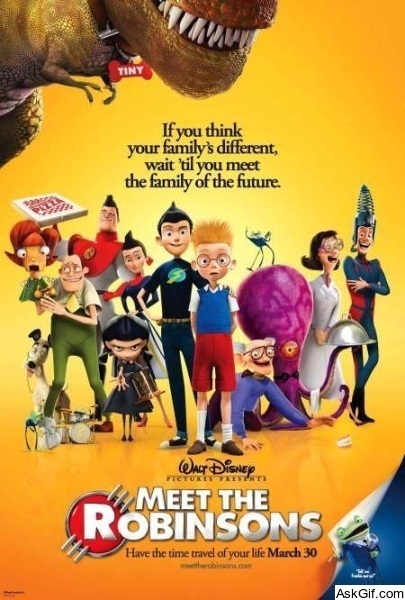 TINY
If you think
your family's different,
wait 'til you meet
the family of the future.
PIZZA
WALT DISNEY
PICTURES PRESENTS
MEET THE
ROBINSONS
Have the time travel of your life March 30
meettherobinsons.com
AskGif.com